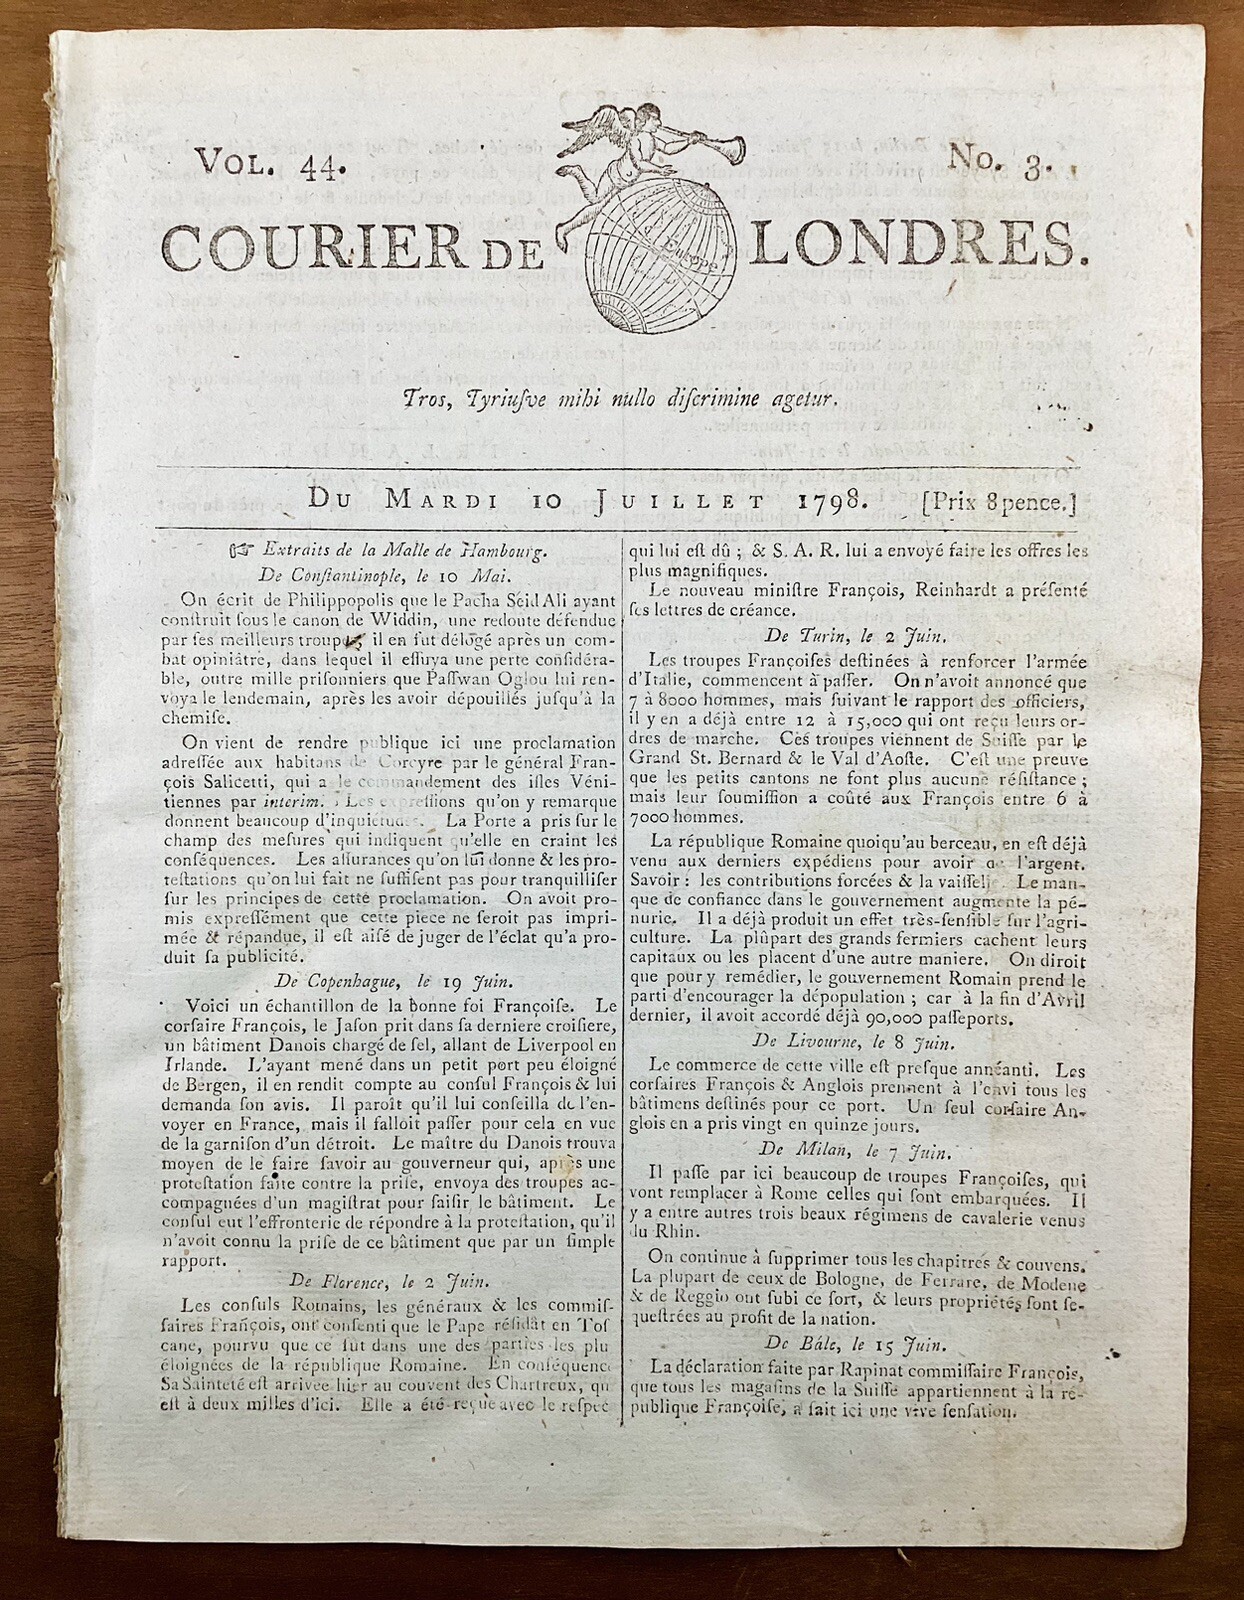 VOL. 44.
No. 3.
COURIER DE LONDRES.
Europe
Tros, Tyriuſve mihi nullo diſcrimine agetur.
DU MARDI 10 JUILLET 1798. [Prix 8 pence.]
☞ Extraits de la Malle de Hambourg.
De Conſtantinople, le 10 Mai.
On écrit de Philippopolis que le Pacha Seid Ali ayant
conſtruit ſous le canon de Widdin, une redoute défendue
par ſes meilleurs troupes, il en fut délogé après un com-
bat opiniâtre, dans lequel il eſſuya une perte conſidéra-
ble, outre mille priſonniers que Paſſwan Oglou lui ren-
voya le lendemain, après les avoir dépouillés juſqu'à la
chemiſe.
On vient de rendre publique ici une proclamation
adreſſée aux habitans de Corcyre par le général Fran-
çois Salicetti, qui a le commandement des iſles Véni-
tiennes par interim. Les expreſſions qu'on y remarque
donnent beaucoup d'inquiétudes. La Porte a pris ſur le
champ des meſures qui indiquent qu'elle en craint les
conſéquences. Les aſſurances qu'on lui donne & les pro-
teſtations qu'on lui fait ne ſuffiſent pas pour tranquilliſer
ſur les principes de cette proclamation. On avoit pro-
mis expreſſément que cette piece ne ſeroit pas impri-
mée & répandue, il eſt aiſé de juger de l'éclat qu'a pro-
duit ſa publicité.
De Copenhague, le 19 Juin.
Voici un échantillon de la bonne foi Françoiſe. Le
corſaire François, le Jaſon prit dans ſa derniere croiſiere,
un bâtiment Danois chargé de ſel, allant de Liverpool en
Irlande. L'ayant mené dans un petit port peu éloigné
de Bergen, il en rendit compte au conſul François & lui
demanda ſon avis. Il paroît qu'il lui conſeilla de l'en-
voyer en France, mais il falloit paſſer pour cela en vue
de la garniſon d'un détroit. Le maître du Danois trouva
moyen de le faire ſavoir au gouverneur qui, après une
proteſtation faite contre la priſe, envoya des troupes ac-
compagnées d'un magiſtrat pour ſaiſir le bâtiment. Le
conſul eut l'effronterie de répondre à la proteſtation, qu'il
n'avoit connu la priſe de ce bâtiment que par un ſimple
rapport.
De Florence, le 2 Juin.
Les conſuls Romains, les généraux & les commiſ-
ſaires François, ont conſenti que le Pape réſidât en Toſ
cane, pourvu que ce fut dans une des parties les plu
éloignées de la république Romaine. En conſéquenc
Sa Sainteté eſt arrivée hier au couvent des Chartreux, qu
eſt à deux milles d'ici. Elle a été reçue avec le reſpec
qui lui eſt dû ; & S. A. R. lui a envoyé faire les offres les
plus magnifiques.
Le nouveau miniſtre François, Reinhardt a préſenté
ſes lettres de créance.
De Turin, le 2 Juin.
Les troupes Françoiſes deſtinées à renforcer l'armée
d'Italie, commencent à paſſer. On n'avoit annoncé que
7 à 8000 hommes, mais ſuivant le rapport des officiers,
il y en a déjà entre 12 à 15,000 qui ont reçu leurs or-
dres de marche. Ces troupes viennent de Suiſſe par le
Grand St. Bernard & le Val d'Aoſte. C'eſt une preuve
que les petits cantons ne font plus aucune réſiſtance ;
mais leur ſoumiſſion a coûté aux François entre 6 à
7000 hommes.
La république Romaine quoiqu'au berceau, en eſt déjà
venu aux derniers expédiens pour avoir de l'argent.
Savoir : les contributions forcées & la vaiſſelle. Le man-
que de confiance dans le gouvernement augmente la pé-
nurie. Il a déjà produit un effet très-ſenſible ſur l'agri-
culture. La plûpart des grands fermiers cachent leurs
capitaux ou les placent d'une autre maniere. On diroit
que pour y remédier, le gouvernement Romain prend le
parti d'encourager la dépopulation ; car à la fin d'Avril
dernier, il avoit accordé déjà 90,000 paſſeports.
De Livourne, le 8 Juin.
Le commerce de cette ville eſt preſque annéanti. Les
corſaires François & Anglois prennent à l'envi tous les
bâtimens deſtinés pour ce port. Un ſeul corſaire An-
glois en a pris vingt en quinze jours.
De Milan, le 7 Juin.
Il paſſe par ici beaucoup de troupes Françoiſes, qui
vont remplacer à Rome celles qui ſont embarquées. Il
y a entre autres trois beaux régimens de cavalerie venus
du Rhin.
On continue à ſupprimer tous les chapitres & couvens.
La plupart de ceux de Bologne, de Ferrare, de Modene
& de Reggio ont ſubi ce ſort, & leurs propriétés ſont ſe-
queſtrées au profit de la nation.
De Bâle, le 15 Juin.
La déclaration faite par Rapinat commiſſaire François,
que tous les magaſins de la Suiſſe appartiennent à la ré-
publique Françoiſe, a fait ici une vive ſenſation.